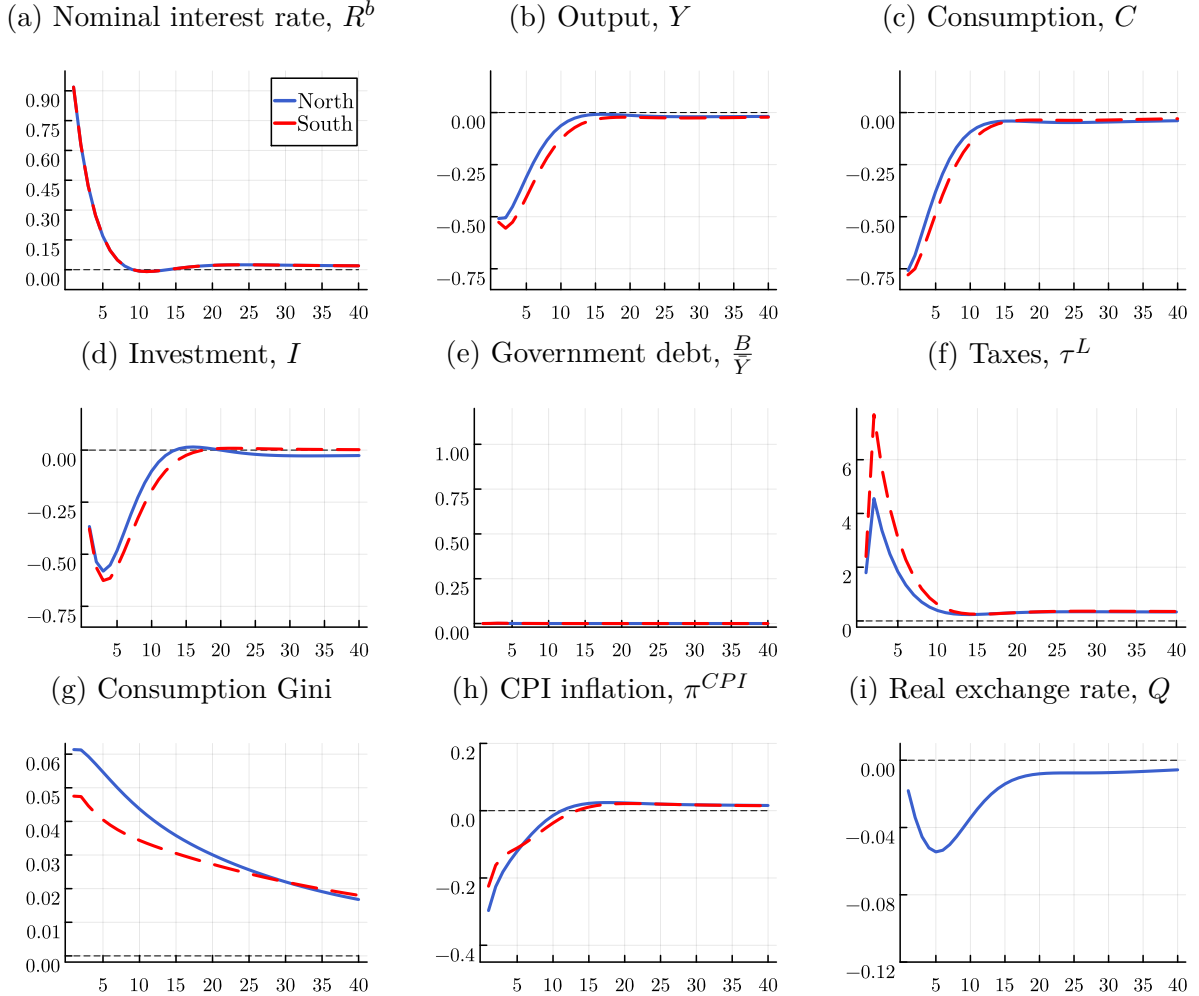 (a) Nominal interest rate, R^b
(b) Output, Y
(c) Consumption, C
0.90
0.75
0.60
0.45
0.30
0.15
0.00
North
South
5 10 15 20 25 30 35 40
0.00
−0.25
−0.50
−0.75
5 10 15 20 25 30 35 40
0.00
−0.25
−0.50
−0.75
5 10 15 20 25 30 35 40
(d) Investment, I
(e) Government debt, B/Ȳ
(f) Taxes, τ^L
0.00
−0.25
−0.50
−0.75
5 10 15 20 25 30 35 40
1.00
0.75
0.50
0.25
0.00
5 10 15 20 25 30 35 40
6
4
2
0
5 10 15 20 25 30 35 40
(g) Consumption Gini
(h) CPI inflation, π^CPI
(i) Real exchange rate, Q
0.06
0.05
0.04
0.03
0.02
0.01
0.00
5 10 15 20 25 30 35 40
0.2
0.0
−0.2
−0.4
5 10 15 20 25 30 35 40
0.00
−0.04
−0.08
−0.12
5 10 15 20 25 30 35 40